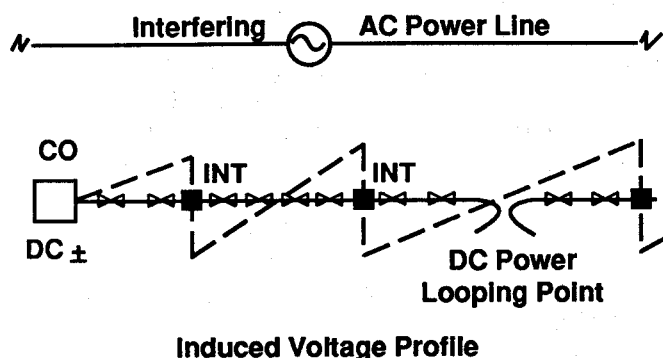 Interfering AC Power Line
N N
CO
INT INT
DC ±
DC Power
Looping Point
Induced Voltage Profile